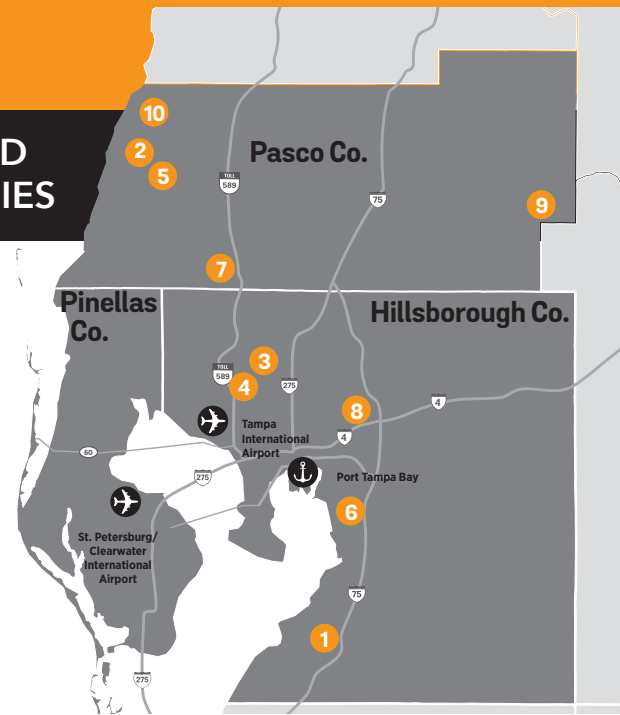 D
IES
10
2
5
Pasco Co.
TOLL
589
75
9
7
Pinellas
Co.
Hillsborough Co.
3
TOLL
589
4
275
8
4
4
Tampa
International
Airport
60
275
Port Tampa Bay
6
St. Petersburg/
Clearwater
International
Airport
75
1
275